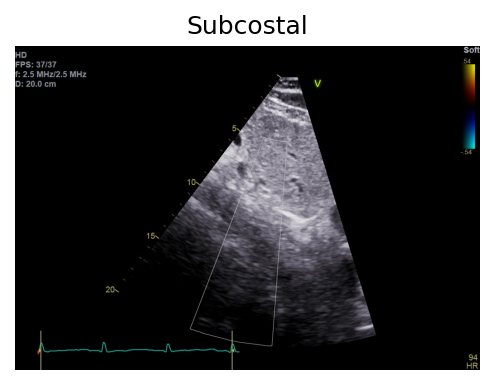 Subcostal
HD
FPS: 37/37
f: 2.5 MHz/2.5 MHz
D: 20.0 cm
Soft
.54
-.54
V
5
10
15
20
94
HR